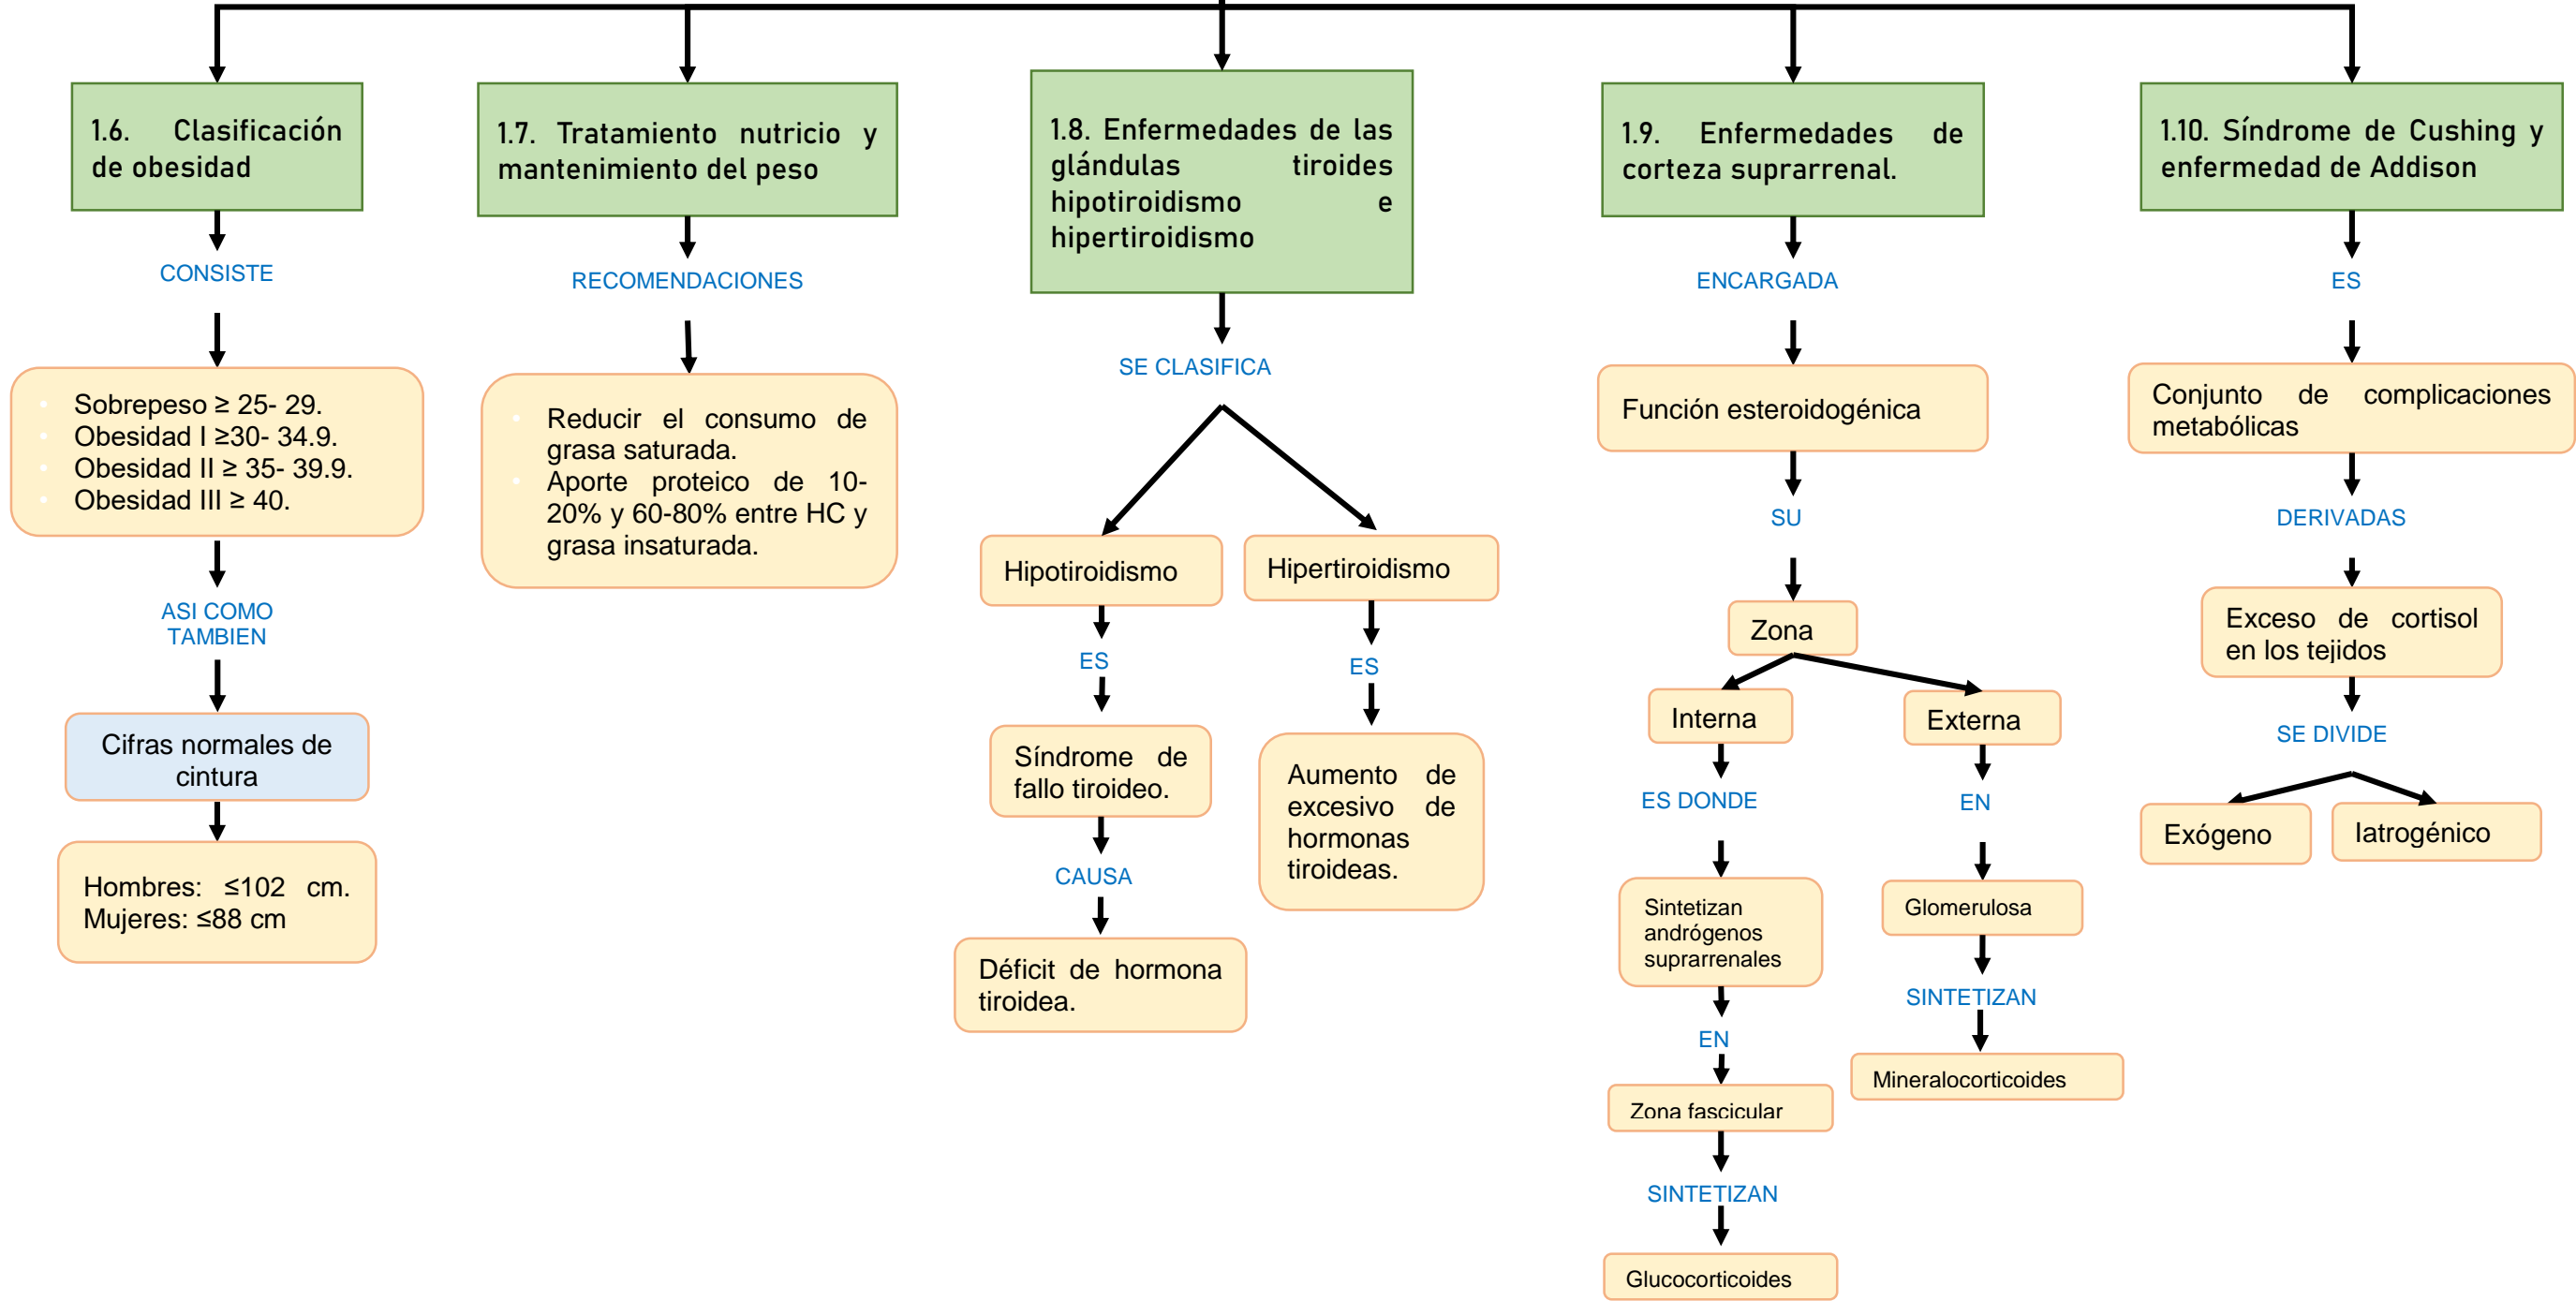 1.6. Clasificación
de obesidad
CONSISTE
Sobrepeso ≥ 25- 29.
Obesidad I ≥30- 34.9.
Obesidad II ≥ 35- 39.9.
Obesidad III ≥ 40.
ASI COMO
TAMBIEN
Cifras normales de
cintura
Hombres: ≤102 cm.
Mujeres: ≤88 cm
1.7. Tratamiento nutricio y
mantenimiento del peso
RECOMENDACIONES
Reducir el consumo de
grasa saturada.
Aporte proteico de 10-
20% y 60-80% entre HC y
grasa insaturada.
1.8. Enfermedades de las
glándulas tiroides
hipotiroidismo e
hipertiroidismo
SE CLASIFICA
Hipotiroidismo
ES
Síndrome de
fallo tiroideo.
CAUSA
Déficit de hormona
tiroidea.
Hipertiroidismo
ES
Aumento de
excesivo de
hormonas
tiroideas.
1.9. Enfermedades de
corteza suprarrenal.
ENCARGADA
Función esteroidogénica
SU
Zona
Interna
ES DONDE
Sintetizan
andrógenos
suprarrenales
EN
Zona fascicular
SINTETIZAN
Glucocorticoides
Externa
EN
Glomerulosa
SINTETIZAN
Mineralocorticoides
1.10. Síndrome de Cushing y
enfermedad de Addison
ES
Conjunto de complicaciones
metabólicas
DERIVADAS
Exceso de cortisol
en los tejidos
SE DIVIDE
Exógeno
Iatrogénico